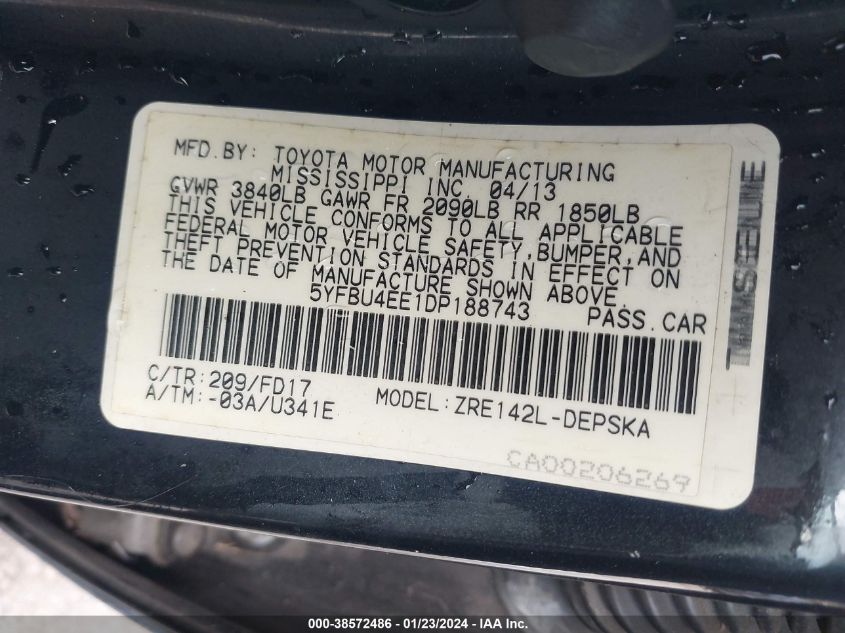 MFD.BY: TOYOTA MOTOR MANUFACTURING
MISSISSIPPI INC. 04/13
GVWR 3840LB GAWR FR 2090LB RR 1850LB
THIS VEHICLE CONFORMS TO ALL APPLICABLE
FEDERAL MOTOR VEHICLE SAFETY,BUMPER,AND
THEFT PREVENTION STANDARDS IN EFFECT ON
THE DATE OF MANUFACTURE SHOWN ABOVE.
5YFBU4EE1DP188743 PASS.CAR
C/TR:209/FD17
A/TM:-03A/U341E MODEL:ZRE142L-DEPSKA
CA00206269
000-38572486 - 01/23/2024 - IAA Inc.